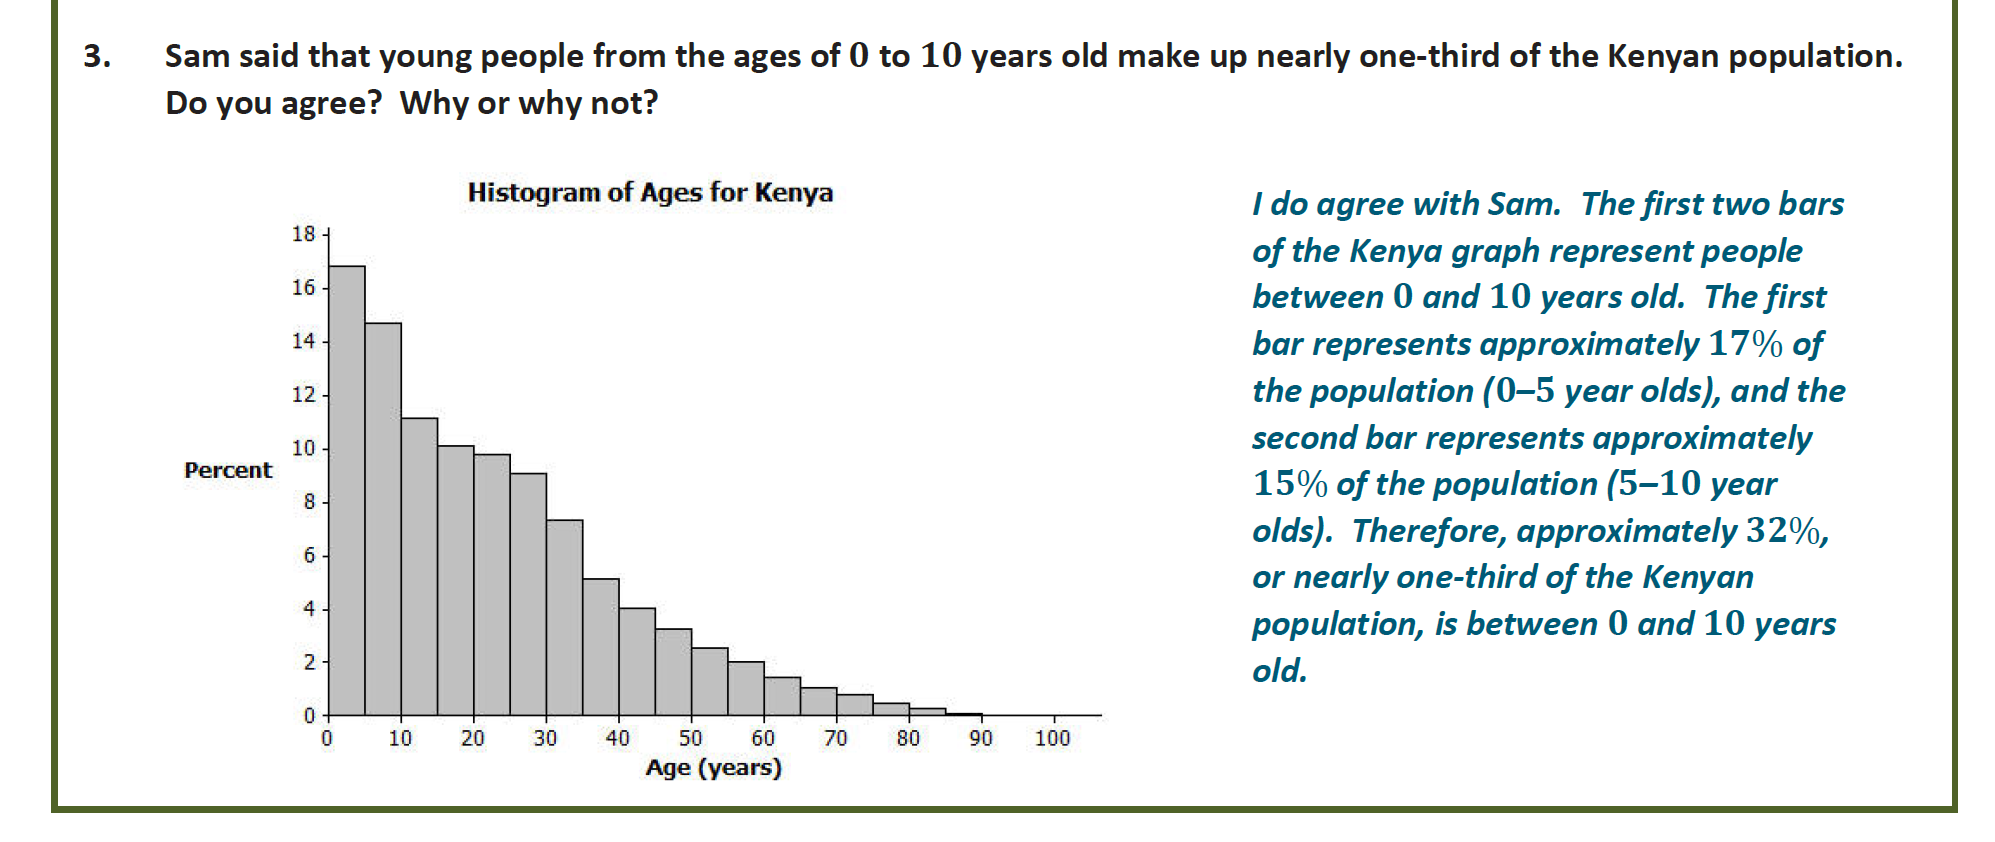 3. Sam said that young people from the ages of 0 to 10 years old make up nearly one-third of the Kenyan population.
Do you agree? Why or why not?
Histogram of Ages for Kenya
18
16
14
12
10
8
6
4
2
0
Percent
0 10 20 30 40 50 60 70 80 90 100
Age (years)
I do agree with Sam. The first two bars
of the Kenya graph represent people
between 0 and 10 years old. The first
bar represents approximately 17% of
the population (0–5 year olds), and the
second bar represents approximately
15% of the population (5–10 year
olds). Therefore, approximately 32%,
or nearly one-third of the Kenyan
population, is between 0 and 10 years
old.